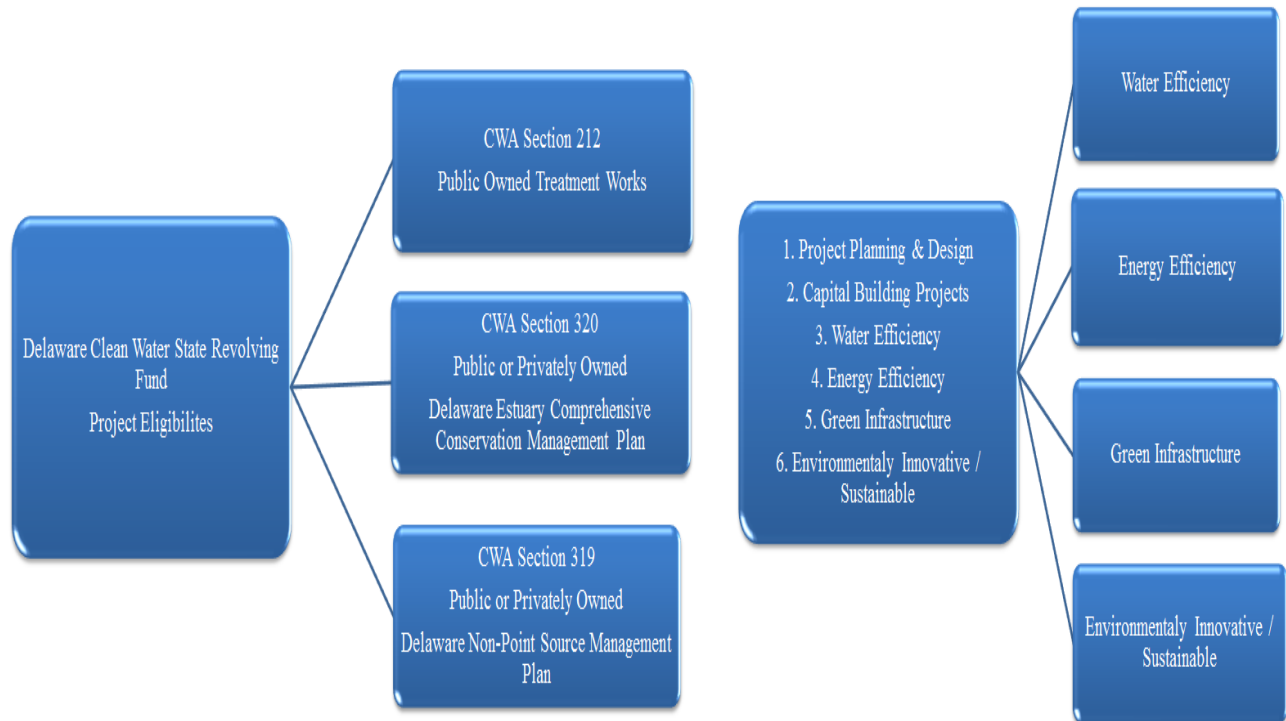 Delaware Clean Water State Revolving
Fund
Project Eligibilites
CWA Section 212
Public Owned Treatment Works
CWA Section 320
Public or Privately Owned
Delaware Estuary Comprehensive
Conservation Management Plan
CWA Section 319
Public or Privately Owned
Delaware Non-Point Source Management
Plan
1. Project Planning & Design
2. Capital Building Projects
3. Water Efficiency
4. Energy Efficiency
5. Green Infrastructure
6. Environmentaly Innovative /
Sustainable
Water Efficiency
Energy Efficiency
Green Infrastructure
Environmentaly Innovative /
Sustainable